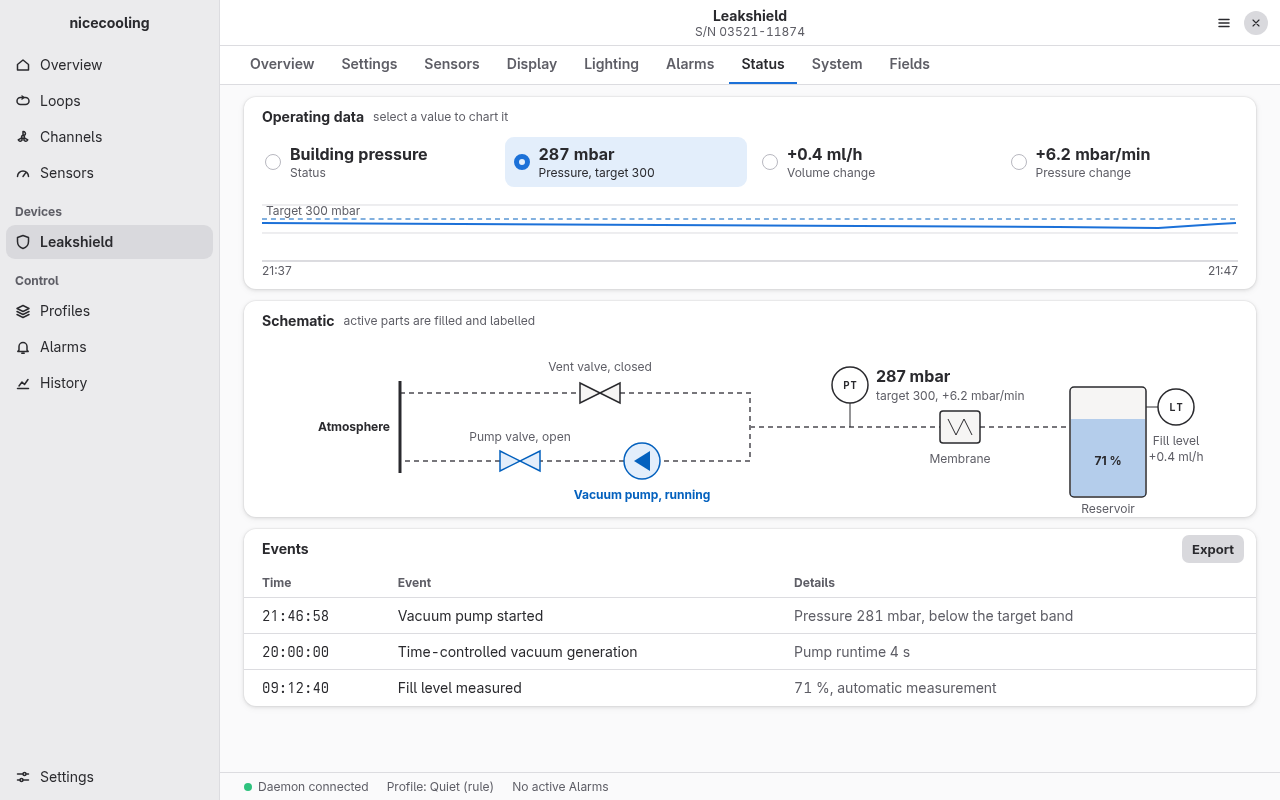 nicecooling
Overview
Loops
Channels
Sensors
Devices
Leakshield
Control
Profiles
Alarms
History
Settings
Leakshield
S/N 03521-11874
Overview Settings Sensors Display Lighting Alarms Status System Fields
Operating data select a value to chart it
Building pressure
Status
287 mbar
Pressure, target 300
+0.4 ml/h
Volume change
+6.2 mbar/min
Pressure change
Target 300 mbar
21:37 21:47
Schematic active parts are filled and labelled
Vent valve, closed
Atmosphere
Pump valve, open
Vacuum pump, running
PT
287 mbar
target 300, +6.2 mbar/min
Membrane
71 %
Reservoir
LT
Fill level
+0.4 ml/h
Events
Export
Time Event Details
21:46:58 Vacuum pump started Pressure 281 mbar, below the target band
20:00:00 Time-controlled vacuum generation Pump runtime 4 s
09:12:40 Fill level measured 71 %, automatic measurement
Daemon connected Profile: Quiet (rule) No active Alarms